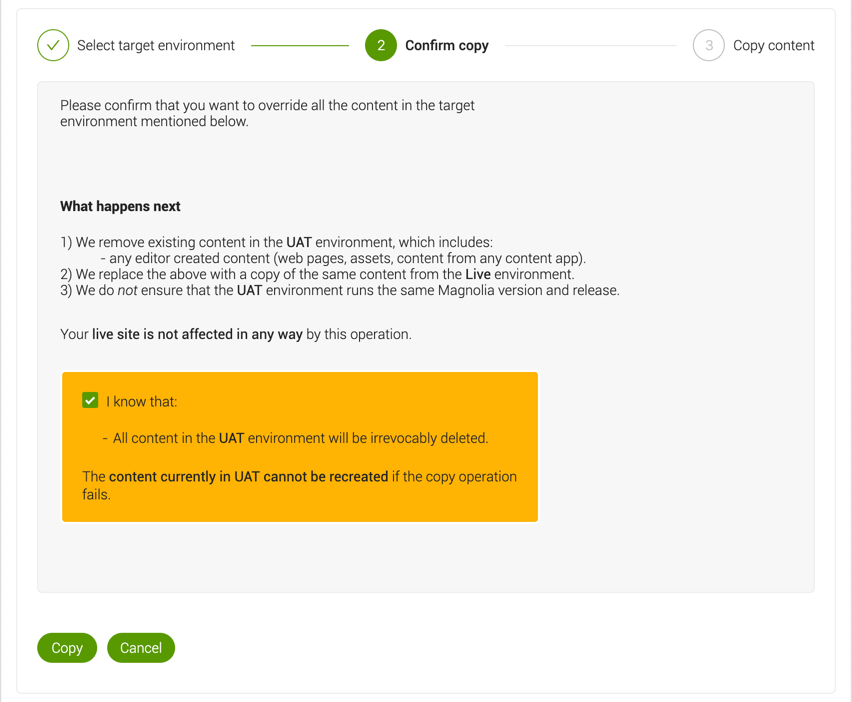 Select target environment
2 Confirm copy
3 Copy content
Please confirm that you want to override all the content in the target
environment mentioned below.
What happens next
1) We remove existing content in the UAT environment, which includes:
- any editor created content (web pages, assets, content from any content app).
2) We replace the above with a copy of the same content from the Live environment.
3) We do not ensure that the UAT environment runs the same Magnolia version and release.
Your live site is not affected in any way by this operation.
I know that:
- All content in the UAT environment will be irrevocably deleted.
The content currently in UAT cannot be recreated if the copy operation
fails.
Copy
Cancel